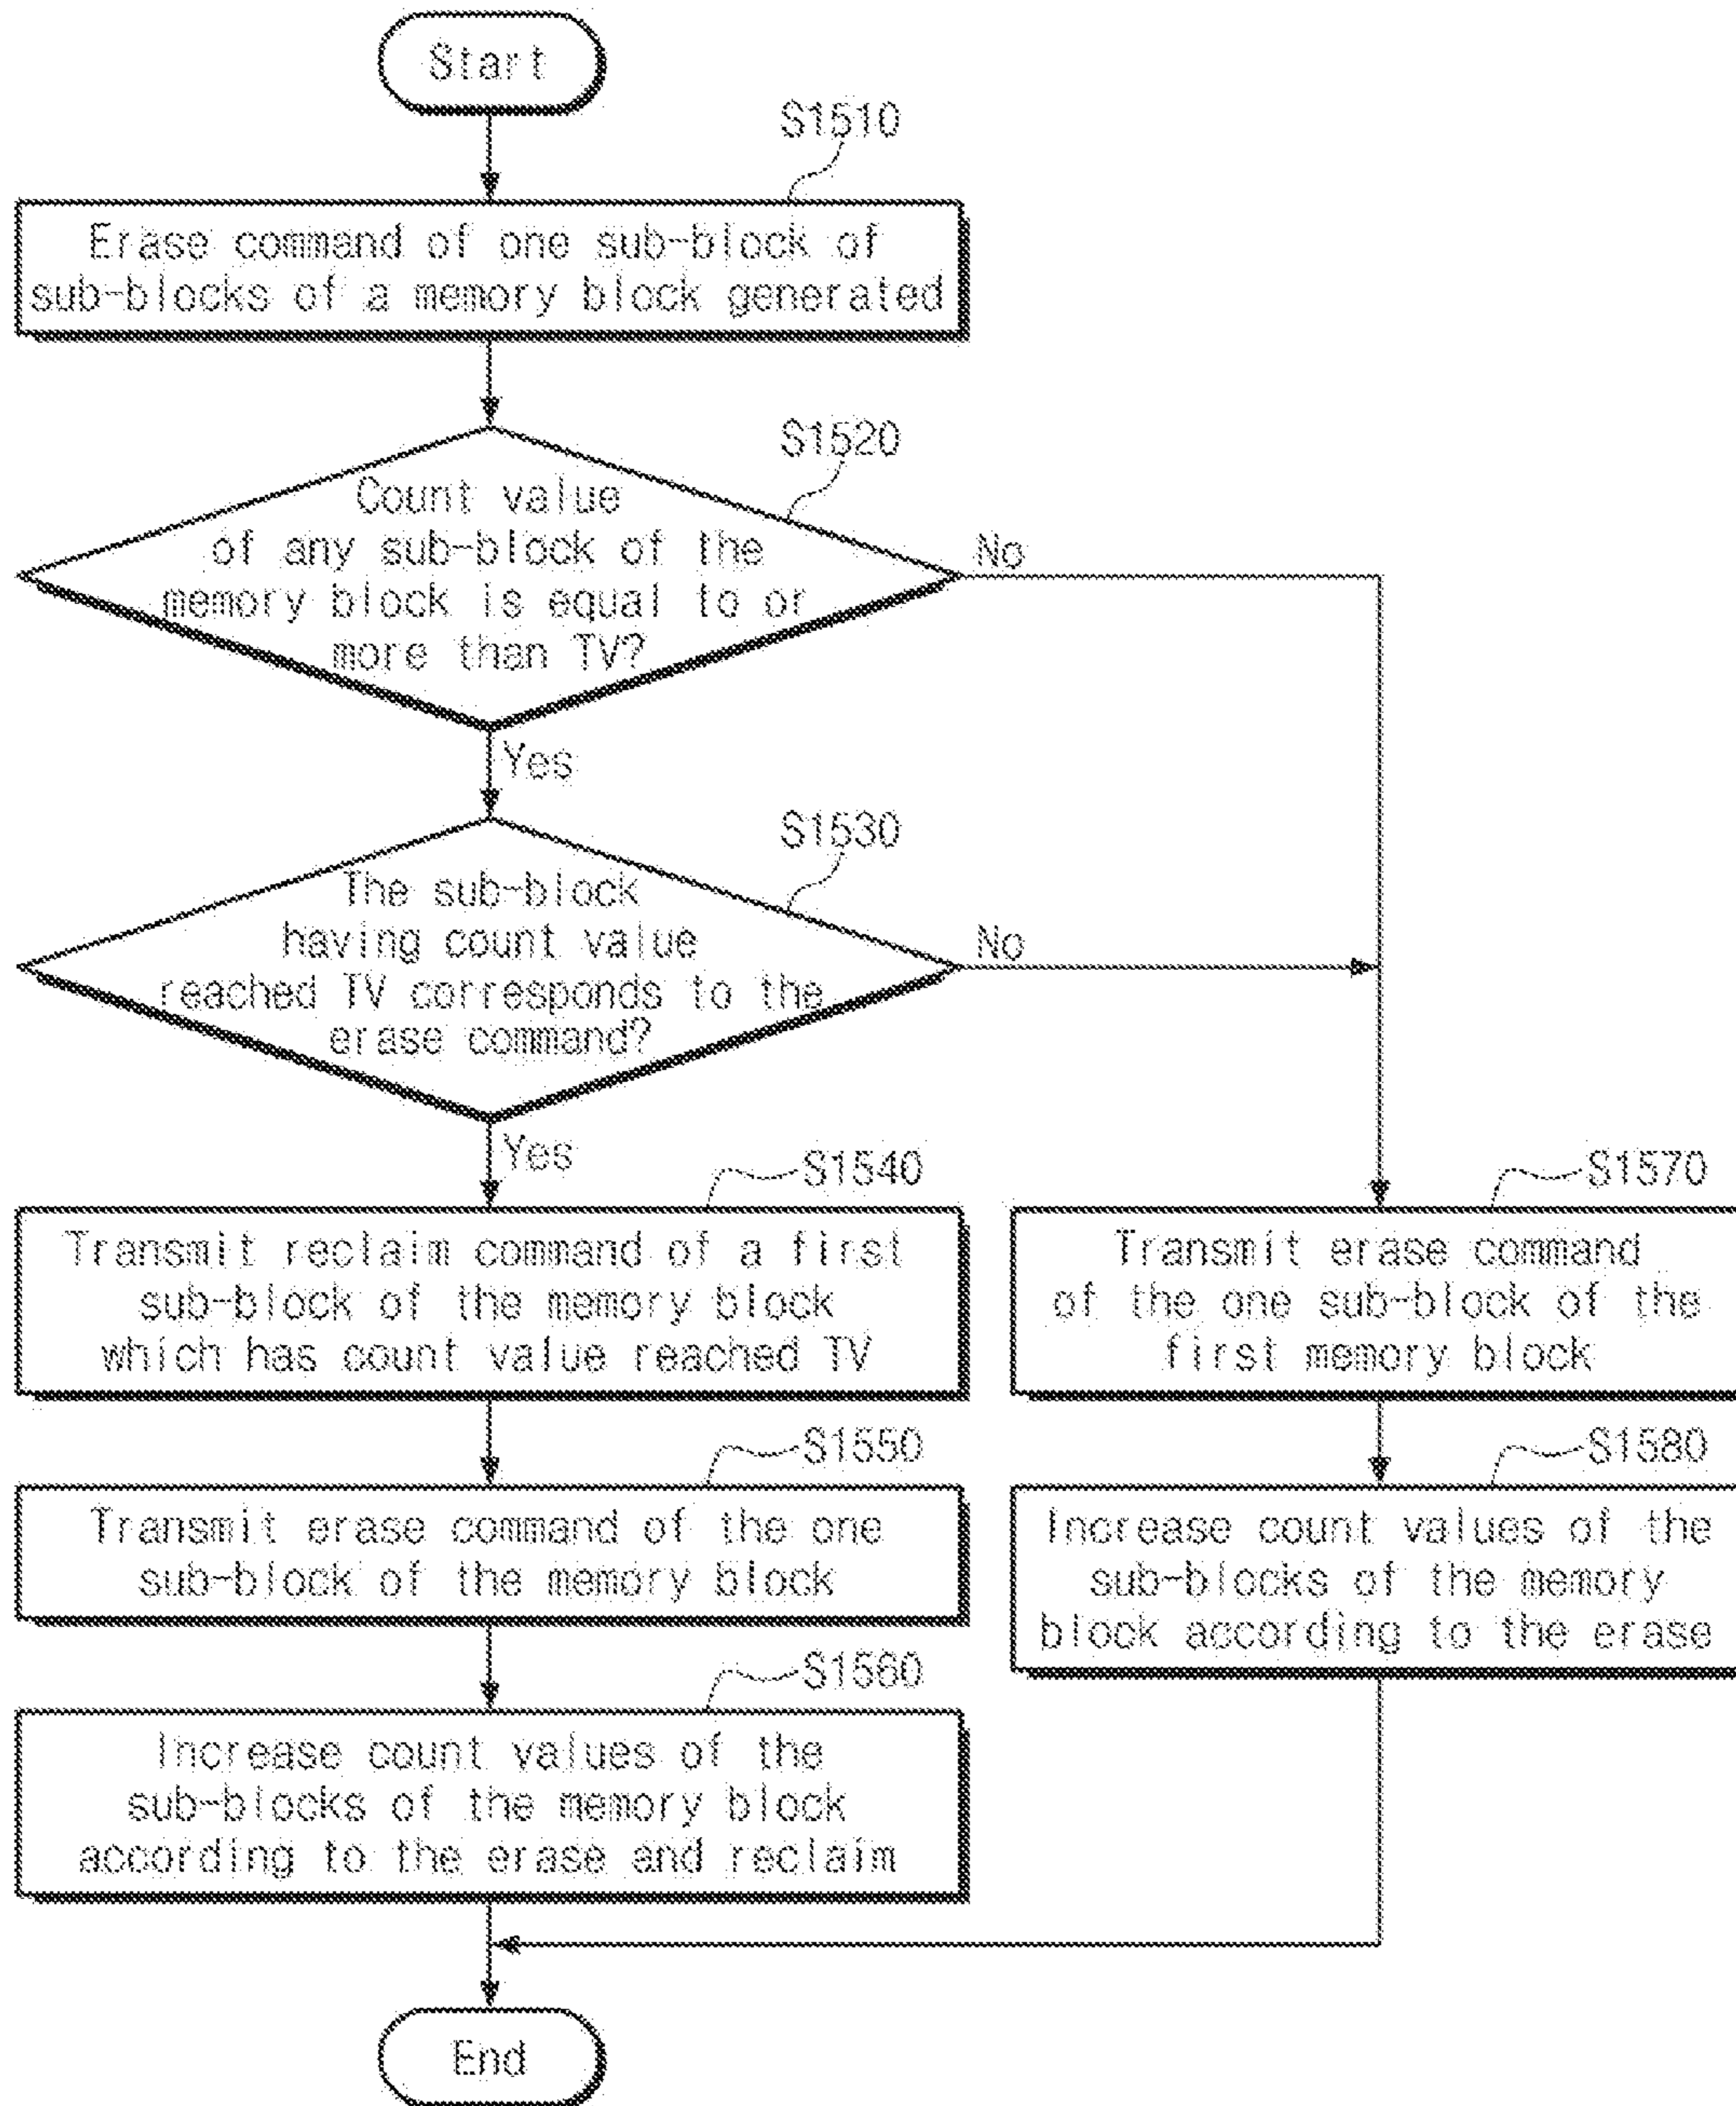 Start
S1510
Erase command of one sub-block of
sub-blocks of a memory block generated
S1520
Count value
of any sub-block of the
memory block is equal to or
more than TV?
No
Yes
S1530
The sub-block
having count value
reached TV corresponds to the
erase command?
No
Yes
S1540
Transmit reclaim command of a first
sub-block of the memory block
which has count value reached TV
S1570
Transmit erase command
of the one sub-block of the
first memory block
S1550
Transmit erase command of the one
sub-block of the memory block
S1580
Increase count values of the
sub-blocks of the memory
block according to the erase
S1560
Increase count values of the
sub-blocks of the memory block
according to the erase and reclaim
End